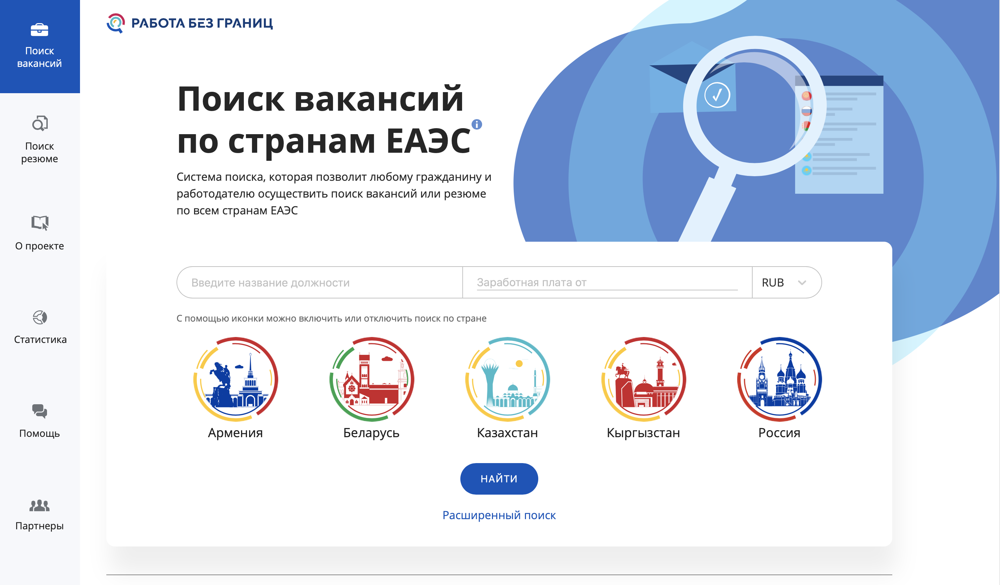 РАБОТА БЕЗ ГРАНИЦ
Поиск
вакансий
Поиск
резюме
О проекте
Статистика
Помощь
Партнеры
Поиск вакансий
по странам ЕАЭС
Система поиска, которая позволит любому гражданину и
работодателю осуществить поиск вакансий или резюме
по всем странам ЕАЭС
Введите название должности
Заработная плата от
RUB
С помощью иконки можно включить или отключить поиск по стране
Армения
Беларусь
Казахстан
Кыргызстан
Россия
НАЙТИ
Расширенный поиск